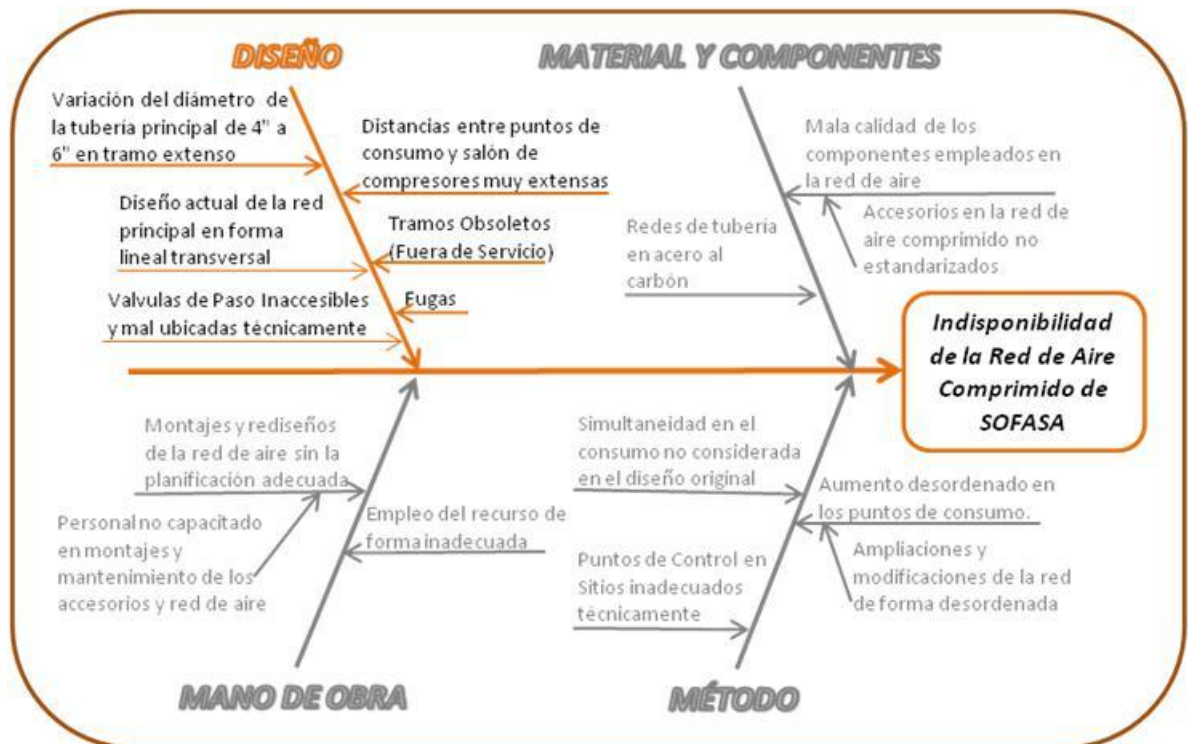 DISEÑO
Variación del diámetro de
la tubería principal de 4" a
6" en tramo extenso
Distancias entre puntos de
consumo y salón de
compresores muy extensas
Diseño actual de la red
principal en forma
lineal transversal
Tramos Obsoletos
(Fuera de Servicio)
Valvulas de Paso Inaccesibles
y mal ubicadas técnicamente
Fugas
MATERIAL Y COMPONENTES
Mala calidad de los
componentes empleados en
la red de aire
Accesorios en la red de
aire comprimido no
estandarizados
Redes de tubería
en acero al
carbón
Indisponibilidad
de la Red de Aire
Comprimido de
SOFASA
Montajes y rediseños
de la red de aire sin la
planificación adecuada
Personal no capacitado
en montajes y
mantenimiento de los
accesorios y red de aire
Empleo del recurso de
forma inadecuada
MANO DE OBRA
Simultaneidad en el
consumo no considerada
en el diseño original
Aumento desordenado en
los puntos de consumo.
Ampliaciones y
modificaciones de la red
de forma desordenada
Puntos de Control en
Sitios inadecuados
técnicamente
MÉTODO